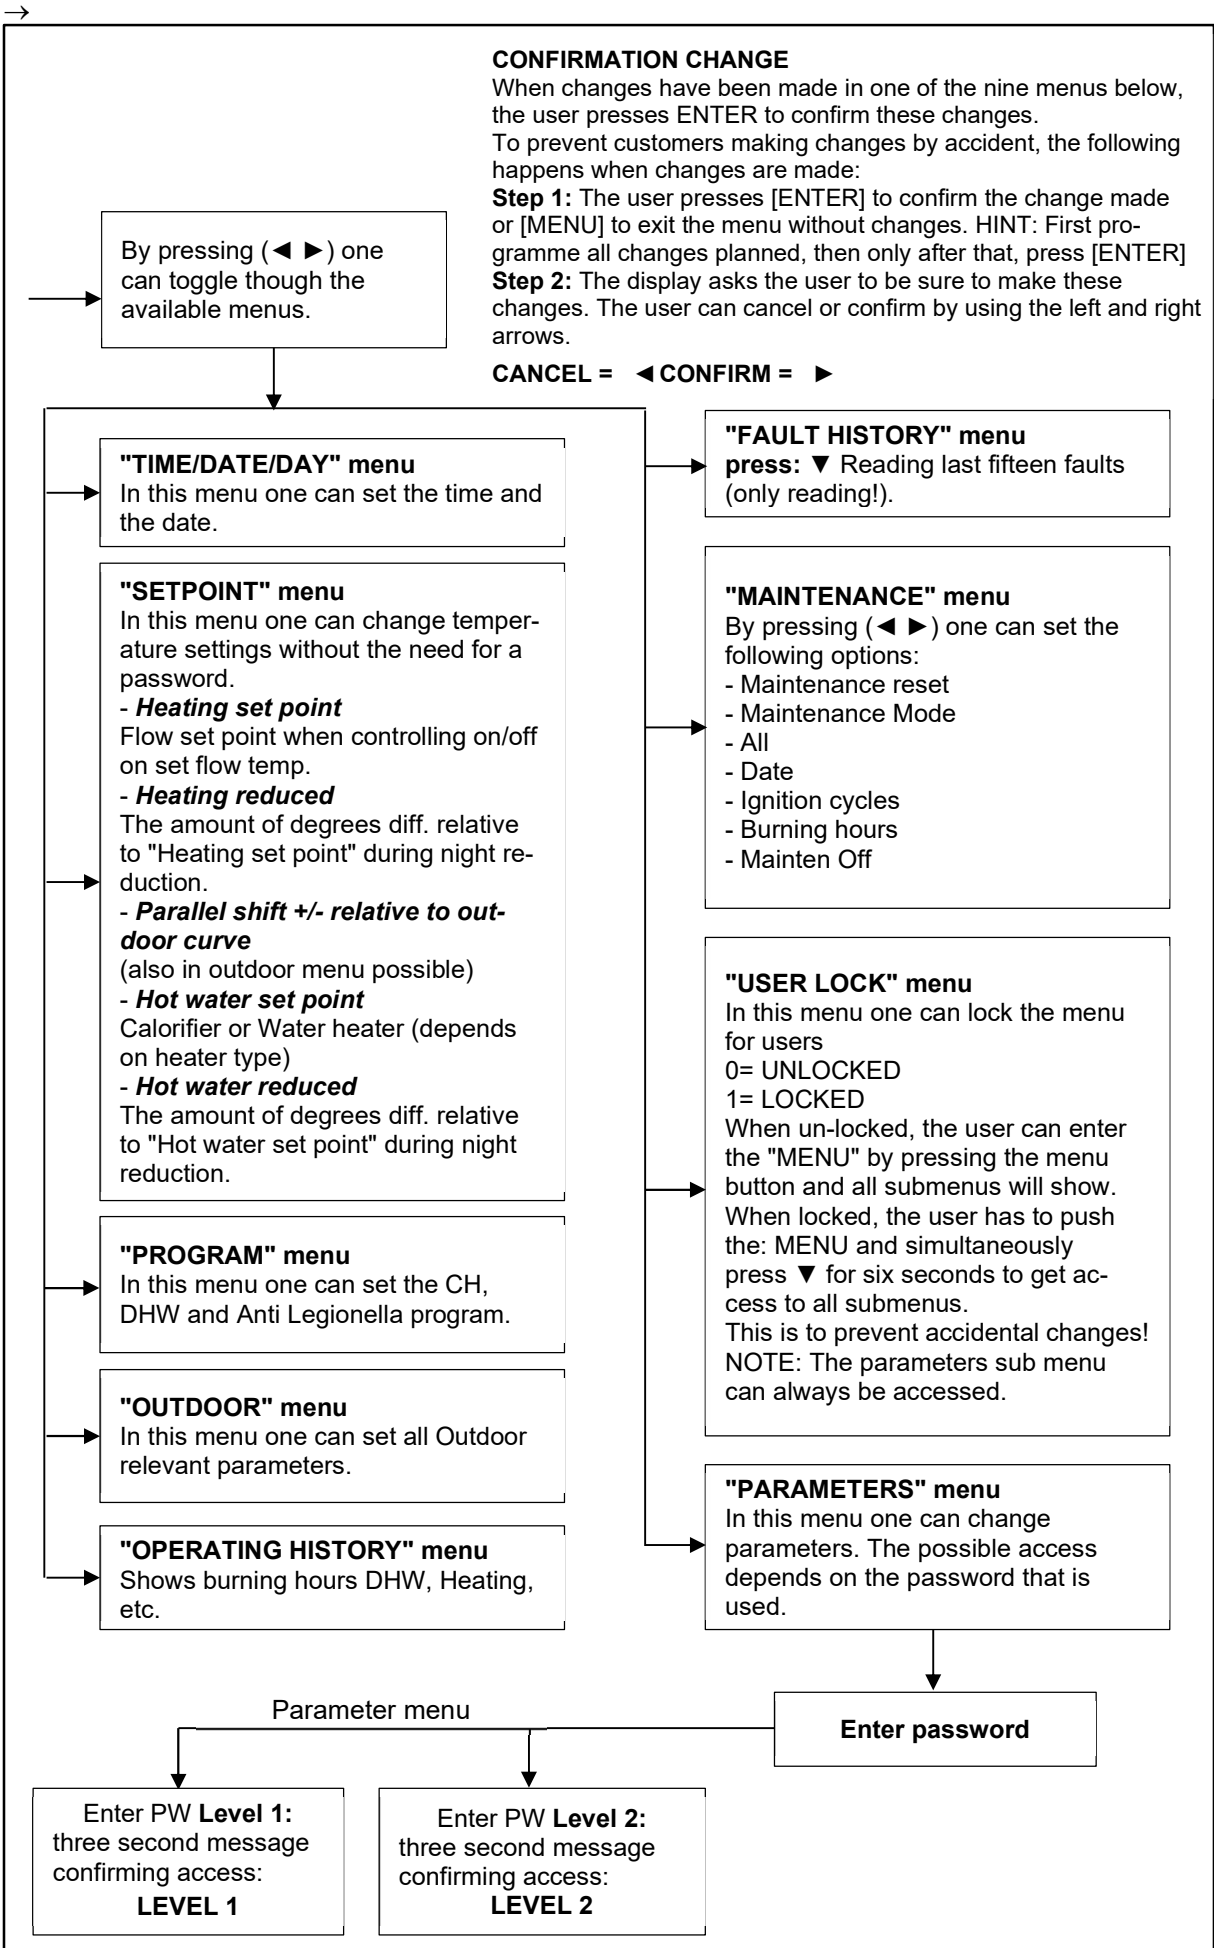 →
CONFIRMATION CHANGE
When changes have been made in one of the nine menus below,
the user presses ENTER to confirm these changes.
To prevent customers making changes by accident, the following
happens when changes are made:
Step 1: The user presses [ENTER] to confirm the change made
or [MENU] to exit the menu without changes. HINT: First pro-
gramme all changes planned, then only after that, press [ENTER]
Step 2: The display asks the user to be sure to make these
changes. The user can cancel or confirm by using the left and right
arrows.
CANCEL = ◄ CONFIRM = ►
By pressing (◄ ►) one
can toggle though the
available menus.
"TIME/DATE/DAY" menu
In this menu one can set the time and
the date.
"SETPOINT" menu
In this menu one can change temper-
ature settings without the need for a
password.
- Heating set point
Flow set point when controlling on/off
on set flow temp.
- Heating reduced
The amount of degrees diff. relative
to "Heating set point" during night re-
duction.
- Parallel shift +/- relative to out-
door curve
(also in outdoor menu possible)
- Hot water set point
Calorifier or Water heater (depends
on heater type)
- Hot water reduced
The amount of degrees diff. relative
to "Hot water set point" during night
reduction.
"PROGRAM" menu
In this menu one can set the CH,
DHW and Anti Legionella program.
"OUTDOOR" menu
In this menu one can set all Outdoor
relevant parameters.
"OPERATING HISTORY" menu
Shows burning hours DHW, Heating,
etc.
"FAULT HISTORY" menu
press: ▼ Reading last fifteen faults
(only reading!).
"MAINTENANCE" menu
By pressing (◄ ►) one can set the
following options:
- Maintenance reset
- Maintenance Mode
- All
- Date
- Ignition cycles
- Burning hours
- Mainten Off
"USER LOCK" menu
In this menu one can lock the menu
for users
0= UNLOCKED
1= LOCKED
When un-locked, the user can enter
the "MENU" by pressing the menu
button and all submenus will show.
When locked, the user has to push
the: MENU and simultaneously
press ▼ for six seconds to get ac-
cess to all submenus.
This is to prevent accidental changes!
NOTE: The parameters sub menu
can always be accessed.
"PARAMETERS" menu
In this menu one can change
parameters. The possible access
depends on the password that is
used.
Enter password
Parameter menu
Enter PW Level 1:
three second message
confirming access:
LEVEL 1
Enter PW Level 2:
three second message
confirming access:
LEVEL 2